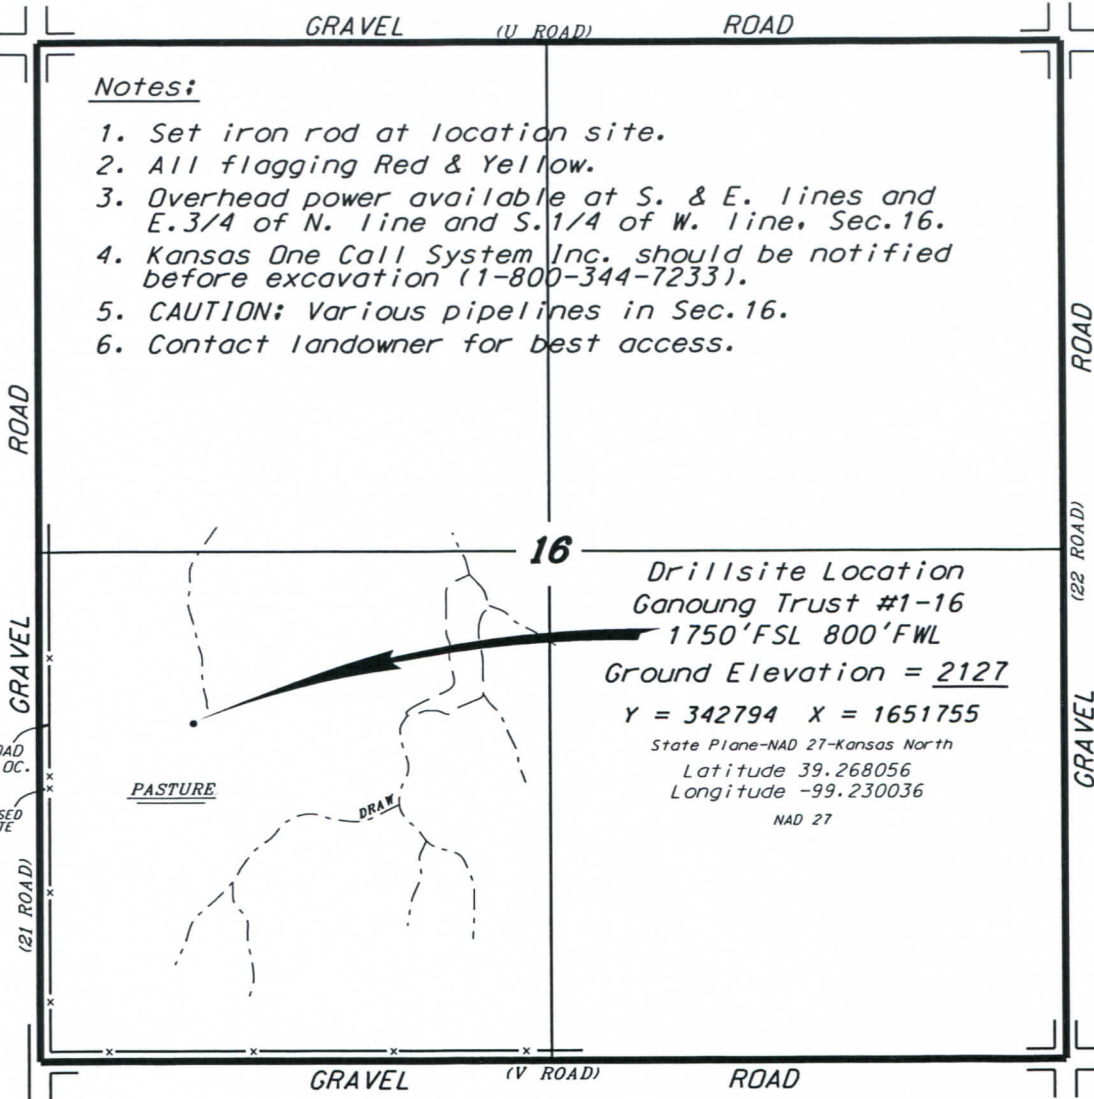 GRAVEL (U ROAD) ROAD
Notes:
1. Set iron rod at location site.
2. All flagging Red & Yellow.
3. Overhead power available at S. & E. lines and
E.3/4 of N. line and S.1/4 of W. line, Sec.16.
4. Kansas One Call System Inc. should be notified
before excavation (1-800-344-7233).
5. CAUTION: Various pipelines in Sec.16.
6. Contact landowner for best access.
ROAD
ROAD
16
(22 ROAD)
Drillsite Location
Ganoung Trust #1-16
1750'FSL 800'FWL
Ground Elevation = 2127
Y = 342794 X = 1651755
State Plane-NAD 27-Kansas North
Latitude 39.268056
Longitude -99.230036
NAD 27
GRAVEL
GRAVEL
OC.
PASTURE
DRAW
(21 ROAD)
GRAVEL (V ROAD) ROAD